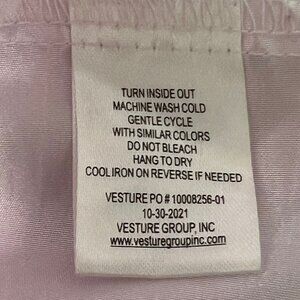 TURN INSIDE OUT
MACHINE WASH COLD
GENTLE CYCLE
WITH SIMILAR COLORS
DO NOT BLEACH
HANG TO DRY
COOL IRON ON REVERSE IF NEEDED
VESTURE PO # 10008256-01
10-30-2021
VESTURE GROUP, INC
www.vesturegroupinc.com